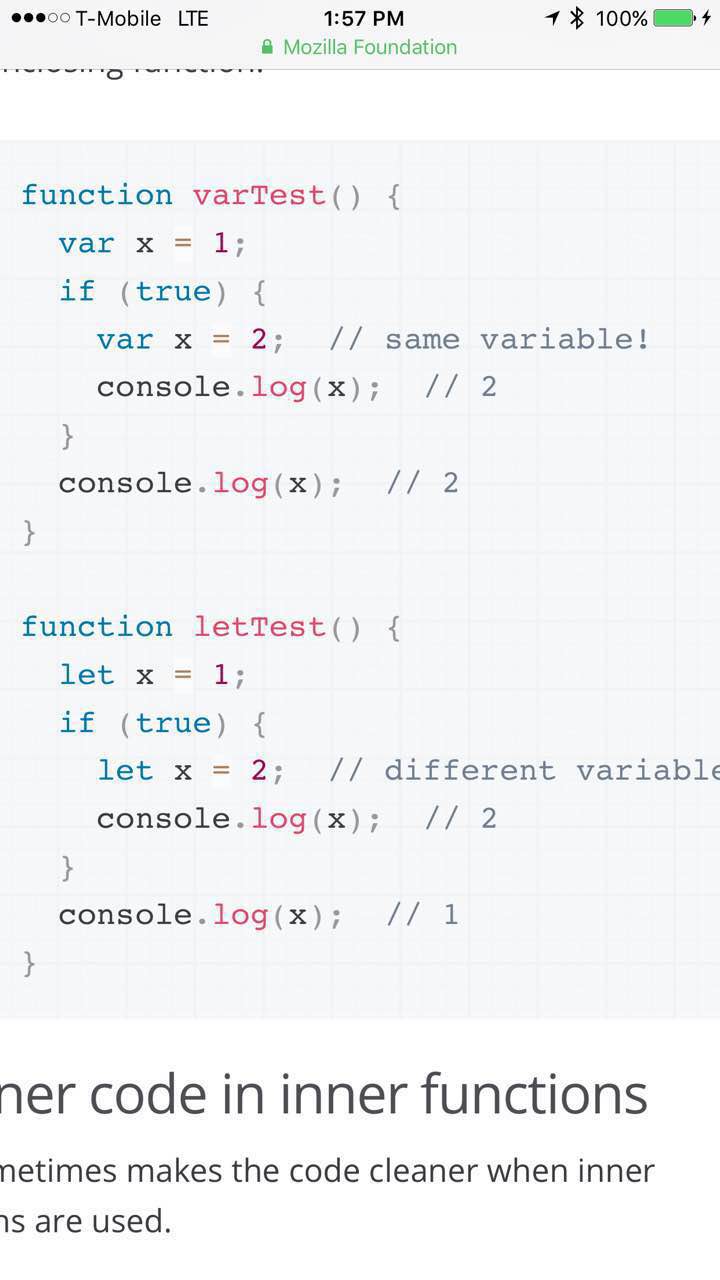 T-Mobile LTE 1:57 PM 100%
Mozilla Foundation
nclosing function.
function varTest() {
  var x = 1;
  if (true) {
    var x = 2;  // same variable!
    console.log(x);  // 2
  }
  console.log(x);  // 2
}
function letTest() {
  let x = 1;
  if (true) {
    let x = 2;  // different variable
    console.log(x);  // 2
  }
  console.log(x);  // 1
}
ner code in inner functions
metimes makes the code cleaner when inner
ns are used.